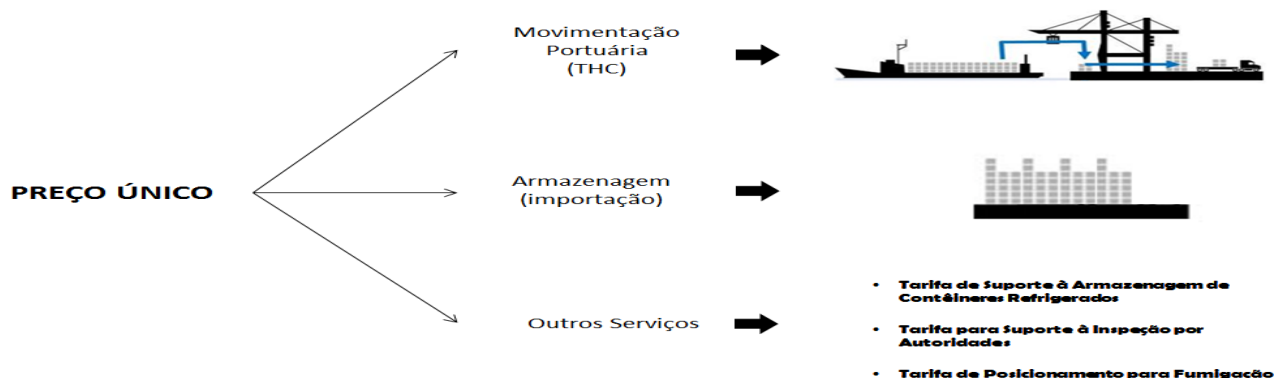 PREÇO ÚNICO
Movimentação
Portuária
(THC)
Armazenagem
(importação)
Outros Serviços
• Tarifa de Suporte à Armazenagem de
Contêineres Refrigerados
• Tarifa para Suporte à Inspeção por
Autoridades
• Tarifa de Posicionamento para Fumigação